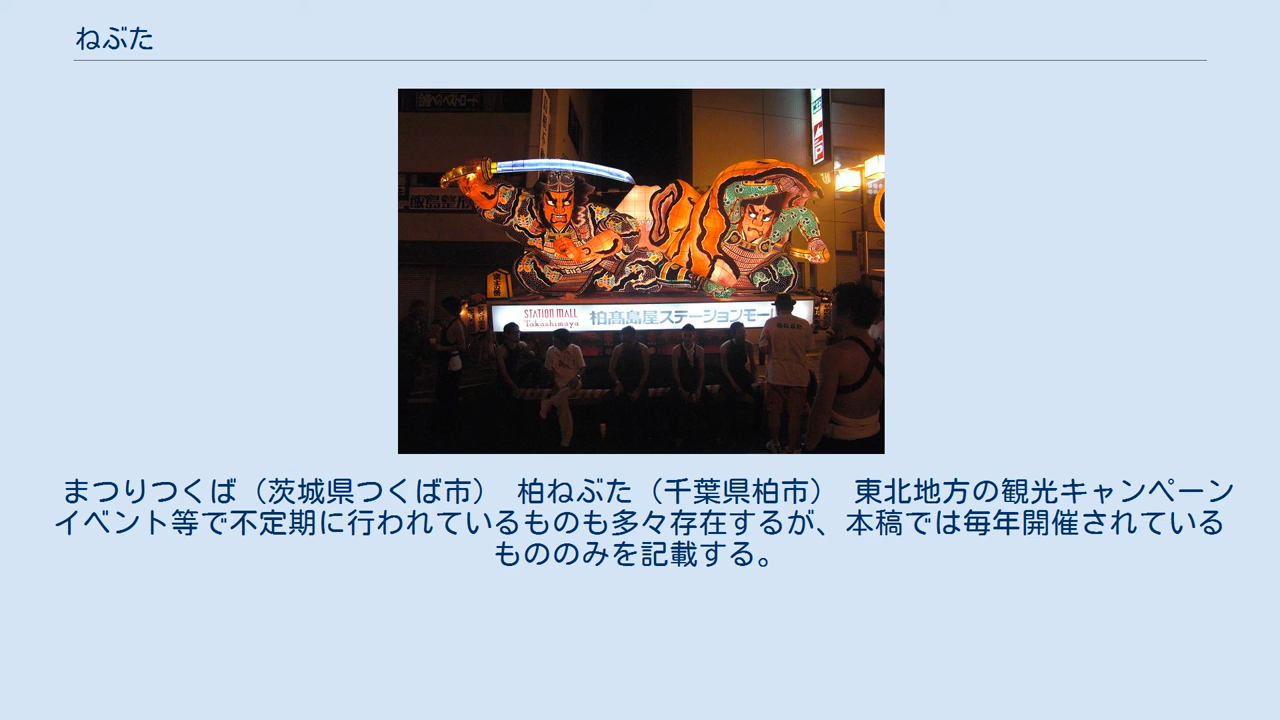 ねぶた
STATION MALL
Takashimaya
柏髙島屋ステーションモール
まつりつくば（茨城県つくば市） 柏ねぶた（千葉県柏市） 東北地方の観光キャンペーン
イベント等で不定期に行われているものも多々存在するが、本稿では毎年開催されている
もののみを記載する。